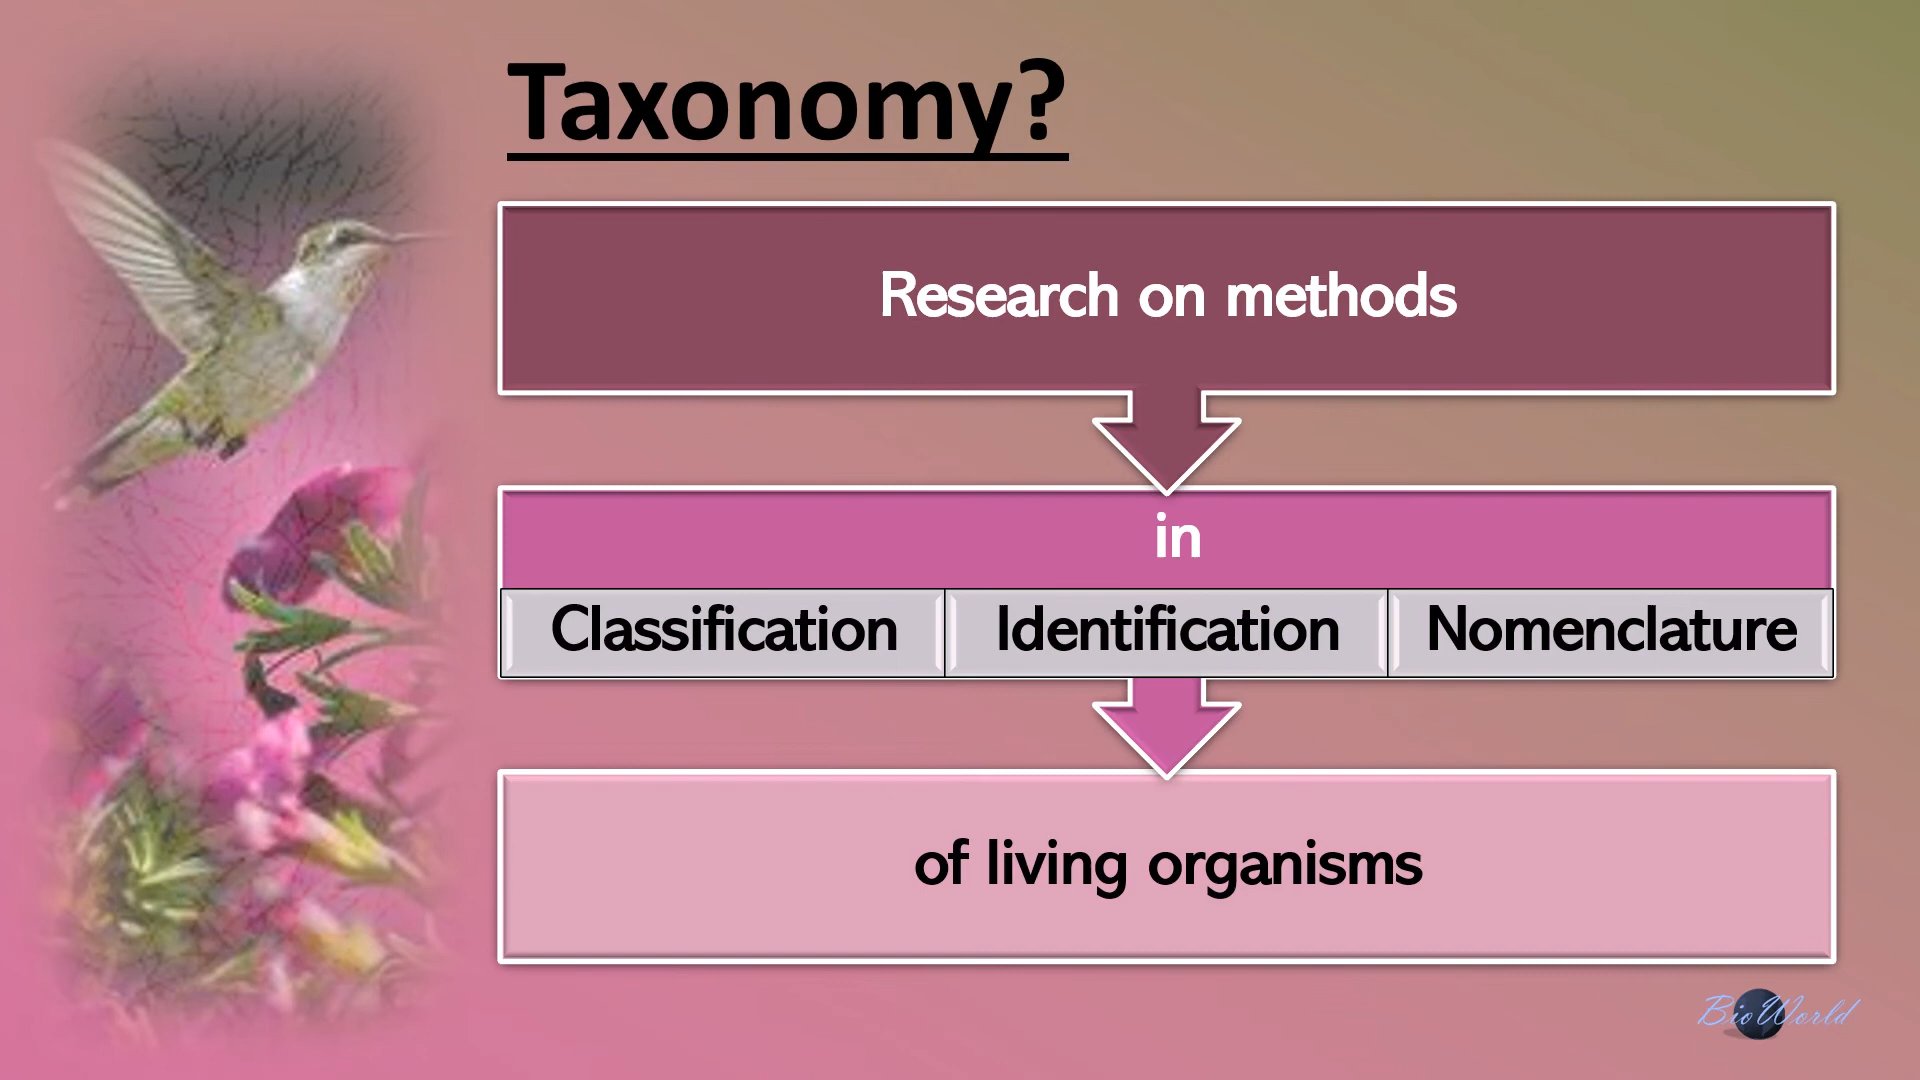 Taxonomy?
Research on methods
in
Classification Identification Nomenclature
of living organisms
BioWorld